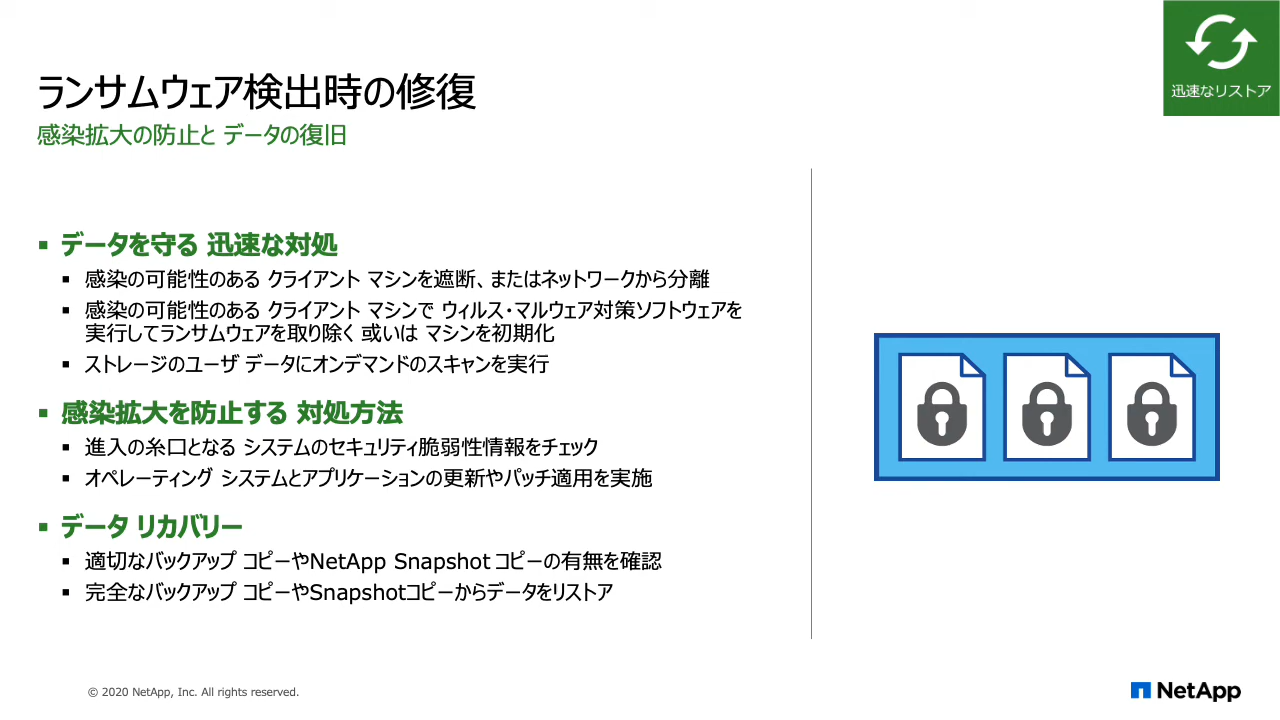 迅速なリストア
ランサムウェア検出時の修復
感染拡大の防止と データの復旧
▪ データを守る 迅速な対処
▪ 感染の可能性のある クライアント マシンを遮断、またはネットワークから分離
▪ 感染の可能性のある クライアント マシンで ウィルス・マルウェア対策ソフトウェアを
実行してランサムウェアを取り除く 或いは マシンを初期化
▪ ストレージのユーザ データにオンデマンドのスキャンを実行
▪ 感染拡大を防止する 対処方法
▪ 進入の糸口となる システムのセキュリティ脆弱性情報をチェック
▪ オペレーティング システムとアプリケーションの更新やパッチ適用を実施
▪ データ リカバリー
▪ 適切なバックアップ コピーやNetApp Snapshot コピーの有無を確認
▪ 完全なバックアップ コピーやSnapshotコピーからデータをリストア
© 2020 NetApp, Inc. All rights reserved.
NetApp